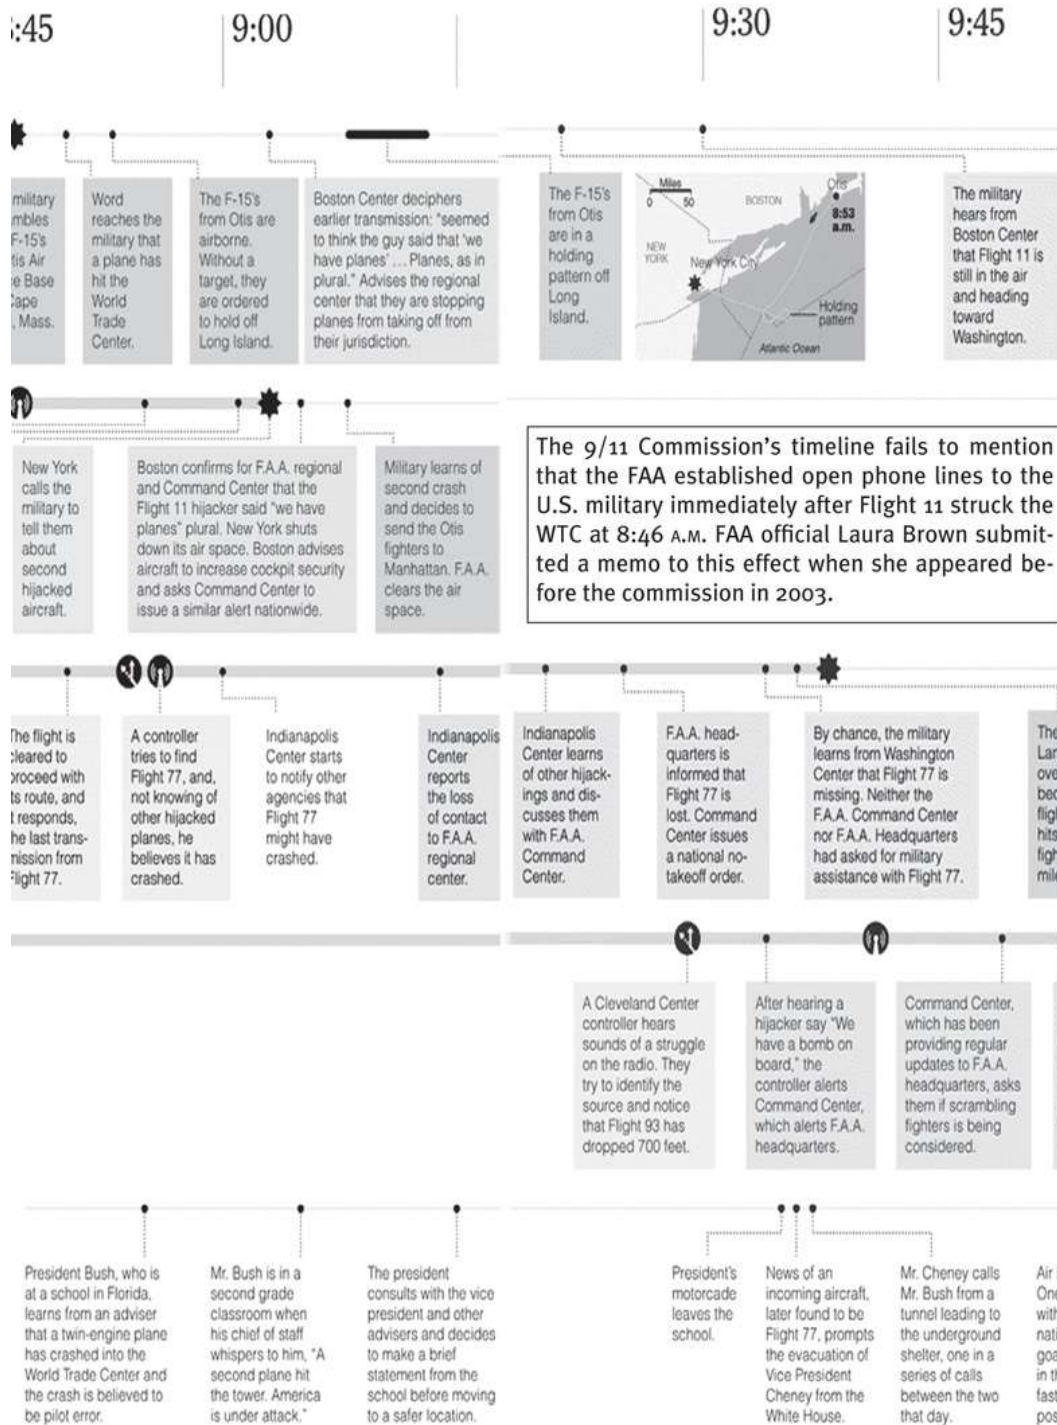 :45
9:00
9:30
9:45
military
mbles
F-15's
tis Air
e Base
Cape
, Mass.
Word
reaches the
military that
a plane has
hit the
World
Trade
Center.
The F-15's
from Otis are
airborne.
Without a
target, they
are ordered
to hold off
Long Island.
Boston Center deciphers
earlier transmission: "seemed
to think the guy said that 'we
have planes' ... Planes, as in
plural." Advises the regional
center that they are stopping
planes from taking off from
their jurisdiction.
The F-15's
from Otis
are in a
holding
pattern off
Long
Island.
Miles
0 50
BOSTON
Otis
8:53
a.m.
NEW
YORK
New York City
Holding
pattern
Atlantic Ocean
The military
hears from
Boston Center
that Flight 11 is
still in the air
and heading
toward
Washington.
New York
calls the
military to
tell them
about
second
hijacked
aircraft.
Boston confirms for F.A.A. regional
and Command Center that the
Flight 11 hijacker said "we have
planes" plural. New York shuts
down its air space. Boston advises
aircraft to increase cockpit security
and asks Command Center to
issue a similar alert nationwide.
Military learns of
second crash
and decides to
send the Otis
fighters to
Manhattan. F.A.A.
clears the air
space.
The 9/11 Commission's timeline fails to mention
that the FAA established open phone lines to the
U.S. military immediately after Flight 11 struck the
WTC at 8:46 A.M. FAA official Laura Brown submit-
ted a memo to this effect when she appeared be-
fore the commission in 2003.
The flight is
cleared to
proceed with
ts route, and
t responds,
he last trans-
mission from
Flight 77.
A controller
tries to find
Flight 77, and,
not knowing of
other hijacked
planes, he
believes it has
crashed.
Indianapolis
Center starts
to notify other
agencies that
Flight 77
might have
crashed.
Indianapolis
Center
reports
the loss
of contact
to F.A.A.
regional
center.
Indianapolis
Center learns
of other hijack-
ings and dis-
cusses them
with F.A.A.
Command
Center.
F.A.A. head-
quarters is
informed that
Flight 77 is
lost. Command
Center issues
a national no-
takeoff order.
By chance, the military
learns from Washington
Center that Flight 77 is
missing. Neither the
F.A.A. Command Center
nor F.A.A. Headquarters
had asked for military
assistance with Flight 77.
The
Lan
ove
bec
fligh
hits
figh
mile
A Cleveland Center
controller hears
sounds of a struggle
on the radio. They
try to identify the
source and notice
that Flight 93 has
dropped 700 feet.
After hearing a
hijacker say "We
have a bomb on
board," the
controller alerts
Command Center,
which alerts F.A.A.
headquarters.
Command Center,
which has been
providing regular
updates to F.A.A.
headquarters, asks
them if scrambling
fighters is being
considered.
President Bush, who is
at a school in Florida,
learns from an adviser
that a twin-engine plane
has crashed into the
World Trade Center and
the crash is believed to
be pilot error.
Mr. Bush is in a
second grade
classroom when
his chief of staff
whispers to him, "A
second plane hit
the tower. America
is under attack."
The president
consults with the vice
president and other
advisers and decides
to make a brief
statement from the
school before moving
to a safer location.
President's
motorcade
leaves the
school.
News of an
incoming aircraft,
later found to be
Flight 77, prompts
the evacuation of
Vice President
Cheney from the
White House.
Mr. Cheney calls
Mr. Bush from a
tunnel leading to
the underground
shelter, one in a
series of calls
between the two
that day.
Air
One
with
nati
goa
in th
fast
pos